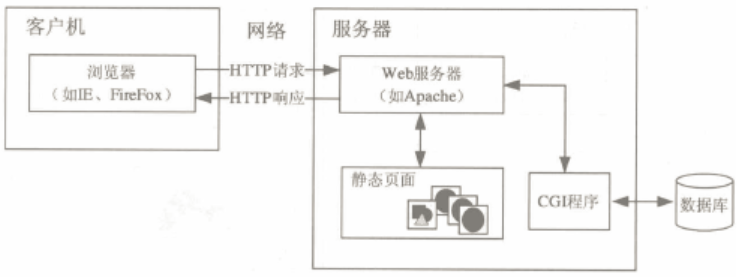 客户机
网络
服务器
浏览器
（如IE、FireFox）
HTTP请求
HTTP响应
Web服务器
（如Apache）
静态页面
CGI程序
数据库